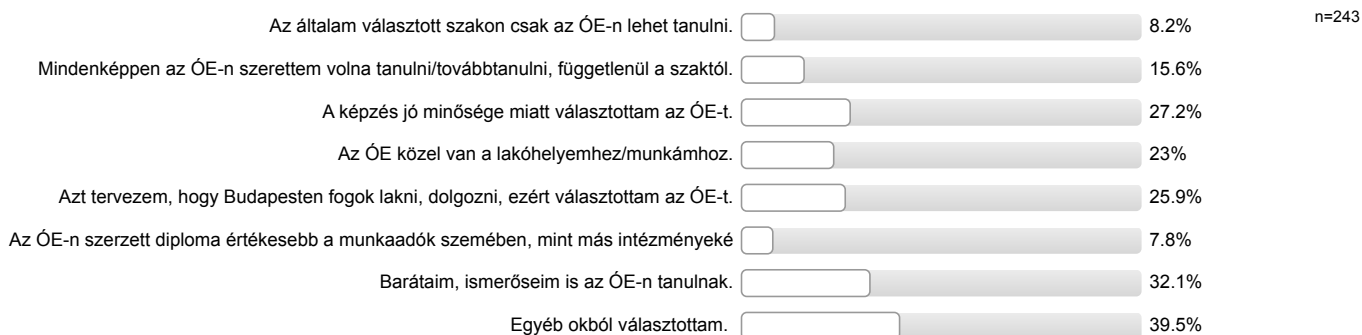 n=243
Az általam választott szakon csak az ÓE-n lehet tanulni. 8.2%
Mindenképpen az ÓE-n szerettem volna tanulni/továbbtanulni, függetlenül a szaktól. 15.6%
A képzés jó minősége miatt választottam az ÓE-t. 27.2%
Az ÓE közel van a lakóhelyemhez/munkámhoz. 23%
Azt tervezem, hogy Budapesten fogok lakni, dolgozni, ezért választottam az ÓE-t. 25.9%
Az ÓE-n szerzett diploma értékesebb a munkaadók szemében, mint más intézményeké 7.8%
Barátaim, ismerőseim is az ÓE-n tanulnak. 32.1%
Egyéb okból választottam. 39.5%